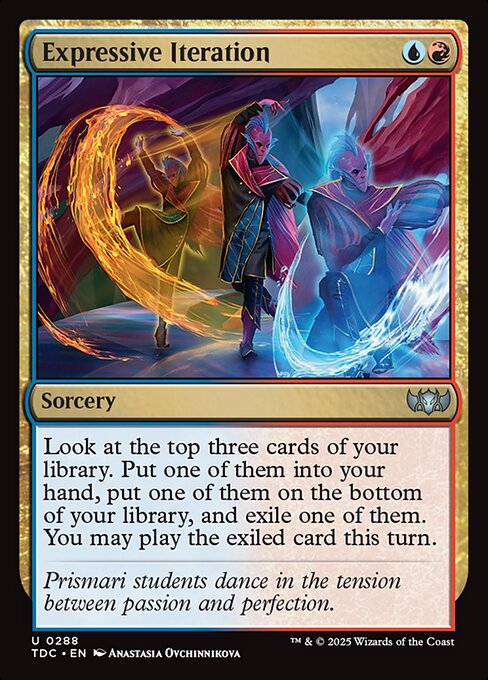 Expressive Iteration
Sorcery
Look at the top three cards of your
library. Put one of them into your
hand, put one of them on the bottom
of your library, and exile one of them.
You may play the exiled card this turn.
Prismari students dance in the tension
between passion and perfection.
U 0288
TDC • EN Anastasia Ovchinnikova
™ & © 2025 Wizards of the Coast